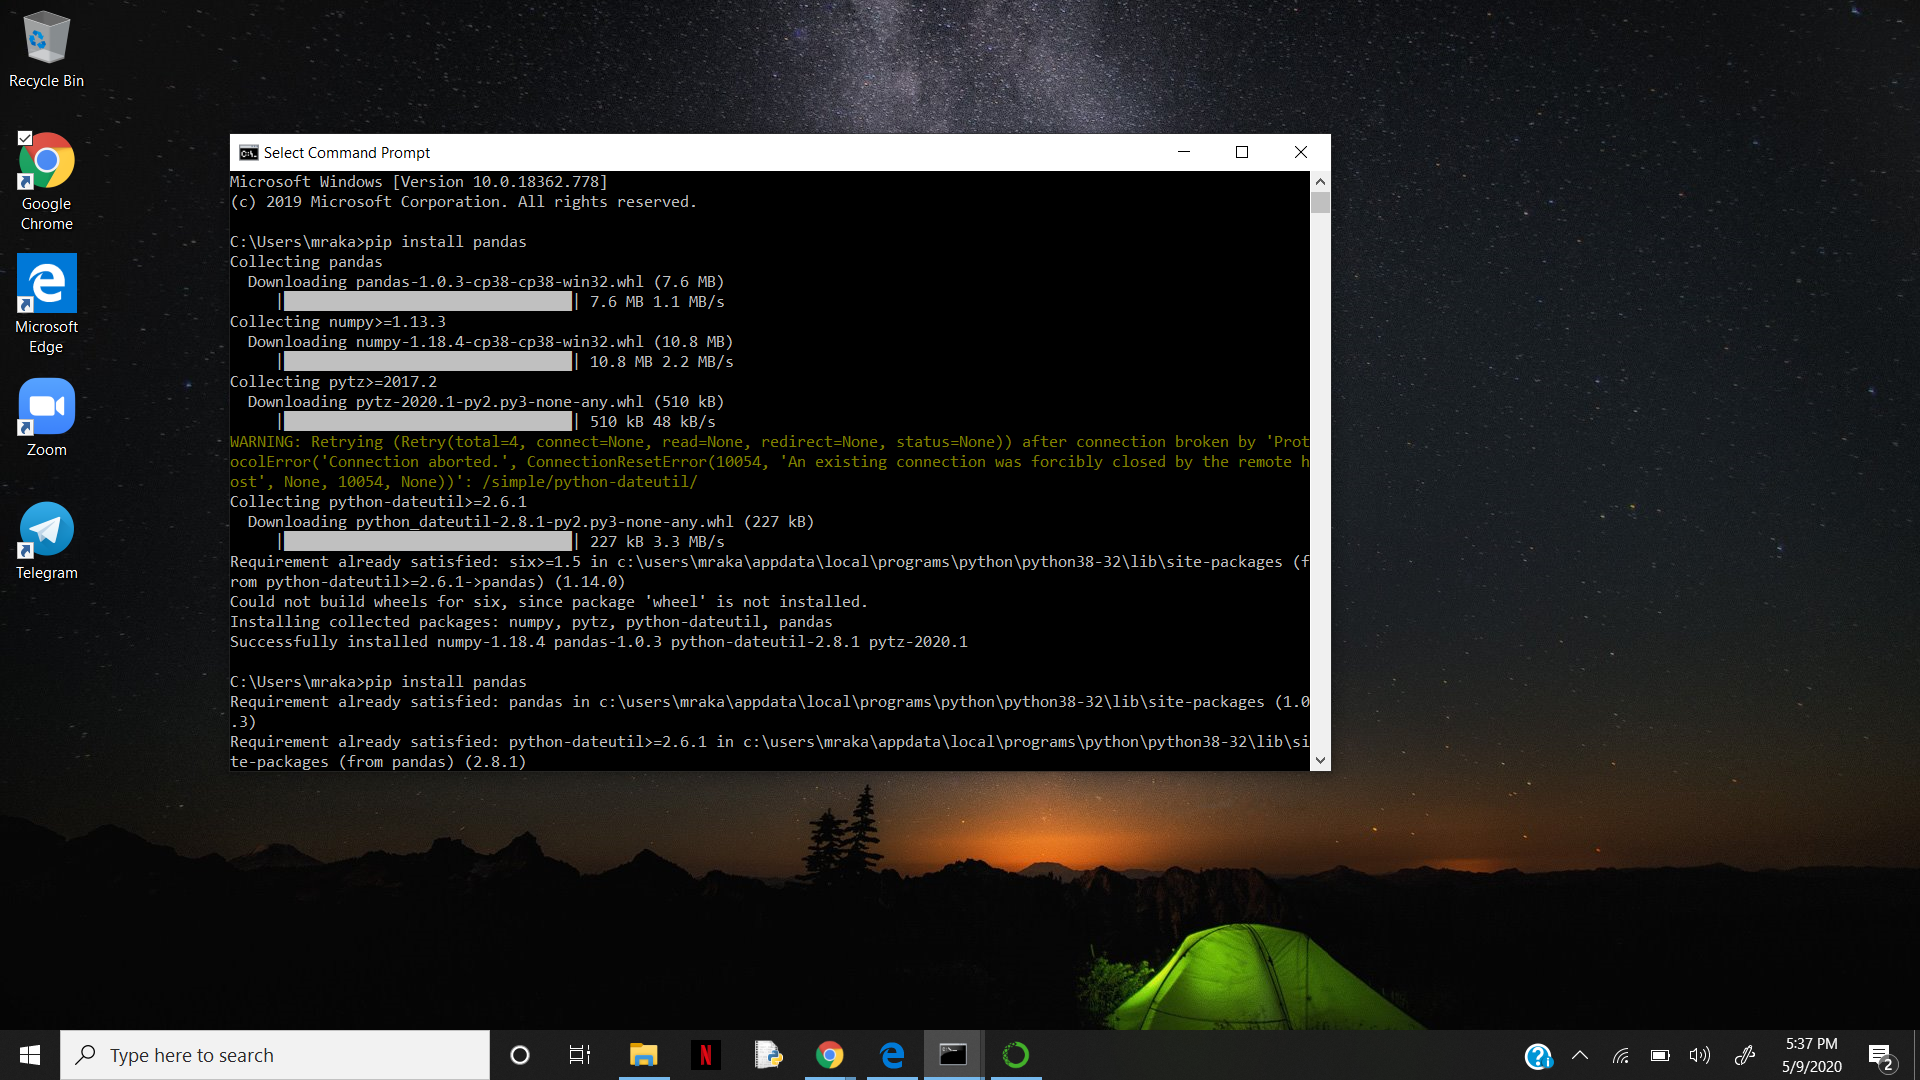 Recycle Bin
Google
Chrome
Microsoft
Edge
Zoom
Telegram
Select Command Prompt
Microsoft Windows [Version 10.0.18362.778]
(c) 2019 Microsoft Corporation. All rights reserved.
C:\Users\mraka>pip install pandas
Collecting pandas
Downloading pandas-1.0.3-cp38-cp38-win32.whl (7.6 MB)
| | 7.6 MB 1.1 MB/s
Collecting numpy>=1.13.3
Downloading numpy-1.18.4-cp38-cp38-win32.whl (10.8 MB)
| | 10.8 MB 2.2 MB/s
Collecting pytz>=2017.2
Downloading pytz-2020.1-py2.py3-none-any.whl (510 kB)
| | 510 kB 48 kB/s
WARNING: Retrying (Retry(total=4, connect=None, read=None, redirect=None, status=None)) after connection broken by 'Prot
ocolError('Connection aborted.', ConnectionResetError(10054, 'An existing connection was forcibly closed by the remote h
ost', None, 10054, None))': /simple/python-dateutil/
Collecting python-dateutil>=2.6.1
Downloading python_dateutil-2.8.1-py2.py3-none-any.whl (227 kB)
| | 227 kB 3.3 MB/s
Requirement already satisfied: six>=1.5 in c:\users\mraka\appdata\local\programs\python\python38-32\lib\site-packages (f
rom python-dateutil>=2.6.1->pandas) (1.14.0)
Could not build wheels for six, since package 'wheel' is not installed.
Installing collected packages: numpy, pytz, python-dateutil, pandas
Successfully installed numpy-1.18.4 pandas-1.0.3 python-dateutil-2.8.1 pytz-2020.1
C:\Users\mraka>pip install pandas
Requirement already satisfied: pandas in c:\users\mraka\appdata\local\programs\python\python38-32\lib\site-packages (1.0
.3)
Requirement already satisfied: python-dateutil>=2.6.1 in c:\users\mraka\appdata\local\programs\python\python38-32\lib\si
te-packages (from pandas) (2.8.1)
Type here to search
5:37 PM
5/9/2020
2